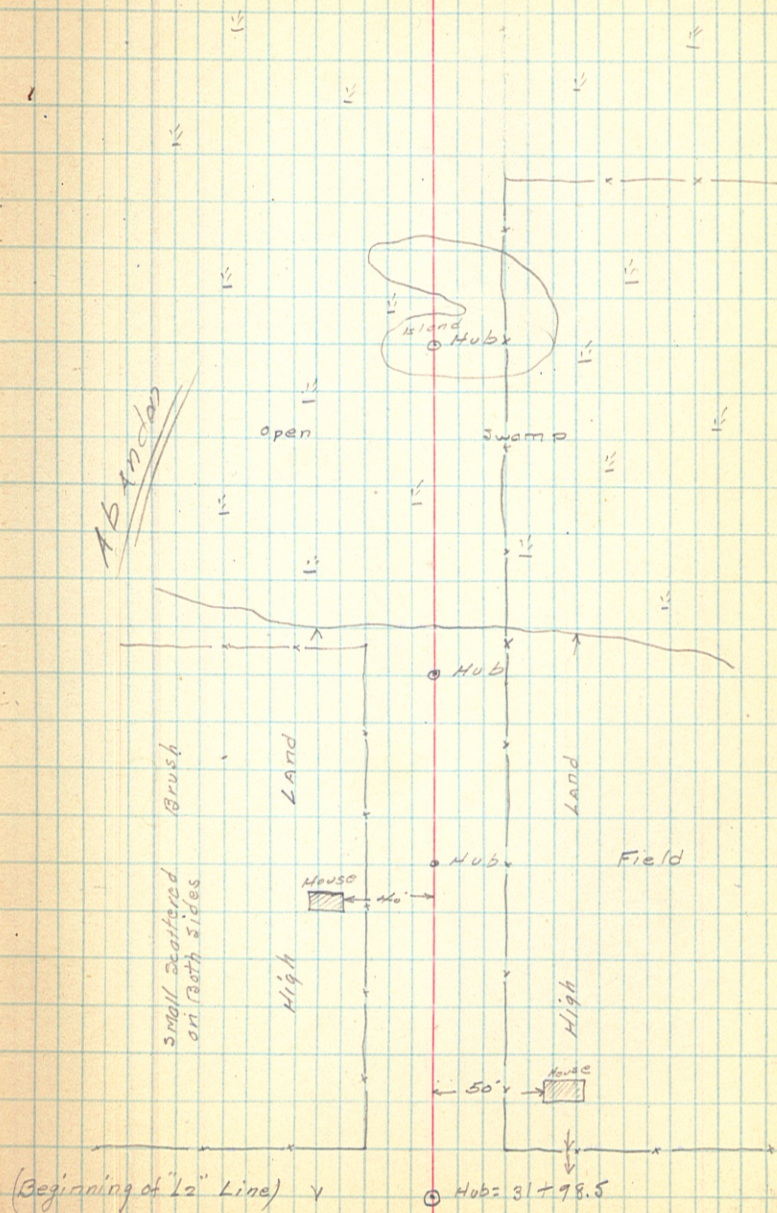 Island
Hub
Open Swamp
Abandon
Hub
Brush
Land
Land
Hub
Field
House
40'
Small Scattered
on Both Sides
High
High
House
50'
(Beginning of "L2" Line)
Hub = 31+98.5